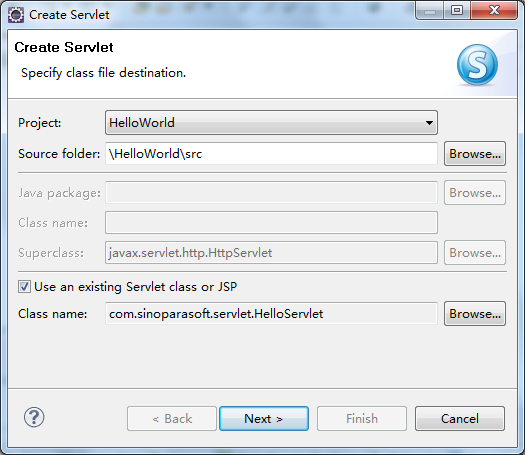 Create Servlet
Create Servlet
Specify class file destination.
S
Project: HelloWorld
Source folder: \HelloWorld\src Browse...
Java package: Browse...
Class name:
Superclass: javax.servlet.http.HttpServlet Browse...
Use an existing Servlet class or JSP
Class name: com.sinoparasoft.servlet.HelloServlet Browse...
? < Back Next > Finish Cancel